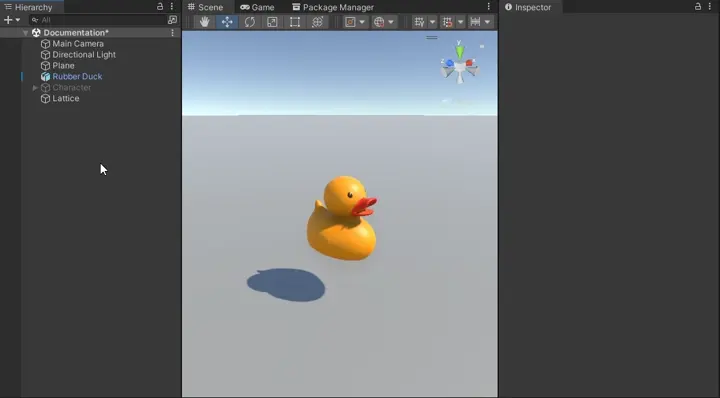 Hierarchy
All
Documentation*
Main Camera
Directional Light
Plane
Rubber Duck
Character
Lattice
Scene
Game
Package Manager
y
z
Inspector